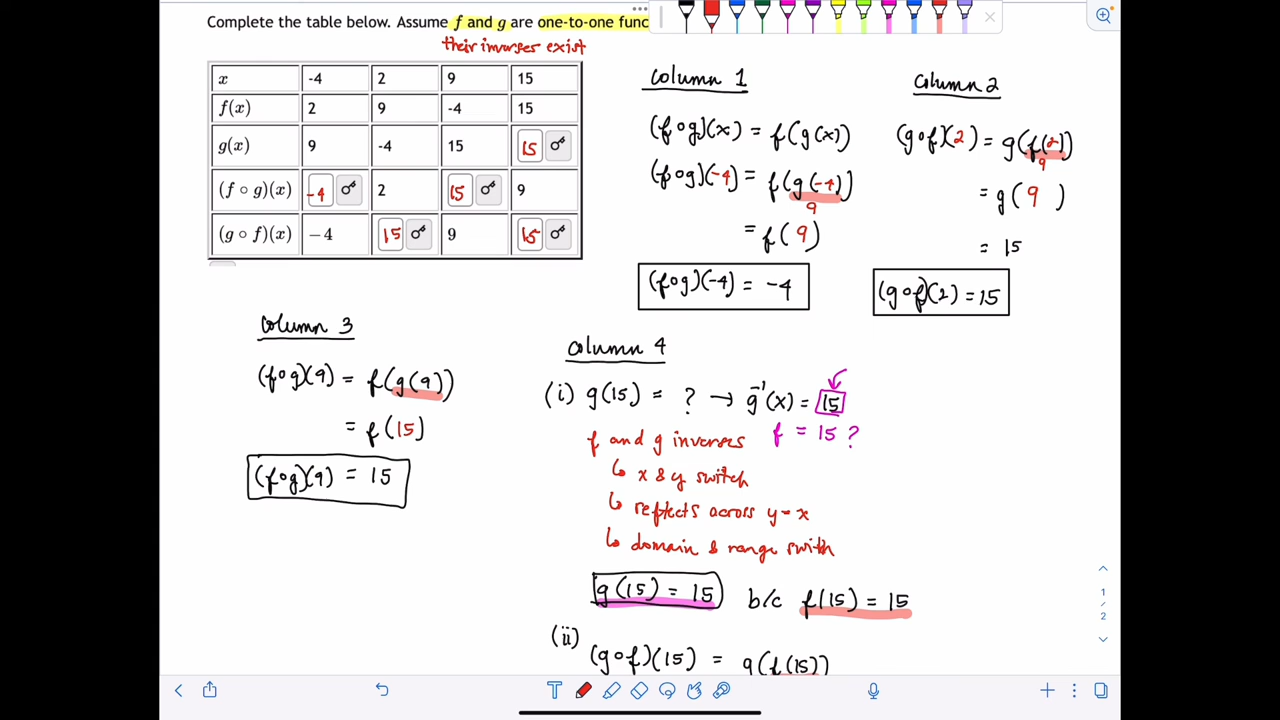 Complete the table below. Assume f and g are one-to-one func
their inverses exist
x -4 2 9 15
f(x) 2 9 -4 15
g(x) 9 -4 15 15
(f ∘ g)(x) -4 2 15 9
(g ∘ f)(x) −4 15 9 15
Column 1
(f∘g)(x) = f(g(x))
(f∘g)(-4) = f(g(-4))
9
= f(9)
(f∘g)(-4) = -4
Column 2
(g∘f)(2) = g(f(2))
9
= g(9)
= 15
(g∘f)(2) = 15
Column 3
(f∘g)(9) = f(g(9))
= f(15)
(f∘g)(9) = 15
Column 4
(i) g(15) = ? → g⁻¹(x) = 15
f = 15 ?
f and g inverses
↳ x & y switch
↳ reflects across y=x
↳ domain & range switch
g(15) = 15 b/c f(15) = 15
(ii)
(g∘f)(15) = g(f(15))
1
/
2
T